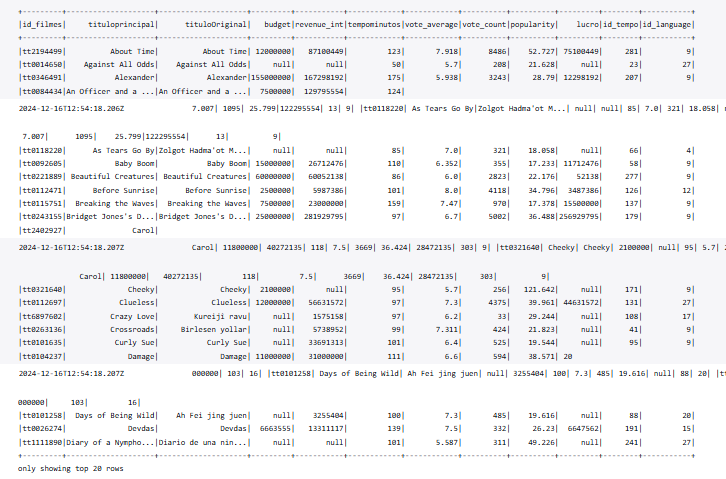 +---------+--------------------+--------------------+---------+-----------+------------+------------+----------+----------+---------+--------+-----------+
|id_filmes| tituloprincipal| tituloOriginal| budget|revenue_int|tempominutos|vote_average|vote_count|popularity| lucro|id_tempo|id_language|
+---------+--------------------+--------------------+---------+-----------+------------+------------+----------+----------+---------+--------+-----------+
|tt2194499| About Time| About Time| 12000000| 87100449| 123| 7.918| 8486| 52.727| 75100449| 281| 9|
|tt0014650| Against All Odds| Against All Odds| null| null| 50| 5.7| 208| 21.628| null| 23| 27|
|tt0346491| Alexander| Alexander|155000000| 167298192| 175| 5.938| 3243| 28.79| 12298192| 207| 9|
|tt0084434|An Officer and a ...|An Officer and a ...| 7500000| 129795554| 124|
2024-12-16T12:54:18.206Z 7.007| 1095| 25.799|122295554| 13| 9| |tt0118220| As Tears Go By|Zolgot Hadma'ot M...| null| null| 85| 7.0| 321| 18.058|
7.007| 1095| 25.799|122295554| 13| 9|
|tt0118220| As Tears Go By|Zolgot Hadma'ot M...| null| null| 85| 7.0| 321| 18.058| null| 66| 4|
|tt0092605| Baby Boom| Baby Boom| 15000000| 26712476| 110| 6.352| 355| 17.233| 11712476| 58| 9|
|tt0221889| Beautiful Creatures| Beautiful Creatures| 60000000| 60052138| 86| 6.0| 2823| 22.176| 52138| 277| 9|
|tt0112471| Before Sunrise| Before Sunrise| 2500000| 5987386| 101| 8.0| 4118| 34.796| 3487386| 126| 12|
|tt0115751| Breaking the Waves| Breaking the Waves| 7500000| 23000000| 159| 7.47| 970| 17.378| 15500000| 137| 9|
|tt0243155|Bridget Jones's D...|Bridget Jones's D...| 25000000| 281929795| 97| 6.7| 5002| 36.488|256929795| 179| 9|
|tt2402927| Carol|
2024-12-16T12:54:18.207Z Carol| 11800000| 40272135| 118| 7.5| 3669| 36.424| 28472135| 303| 9| |tt0321640| Cheeky| Cheeky| 2100000| null| 95| 5.7|
Carol| 11800000| 40272135| 118| 7.5| 3669| 36.424| 28472135| 303| 9|
|tt0321640| Cheeky| Cheeky| 2100000| null| 95| 5.7| 256| 121.642| null| 171| 9|
|tt0112697| Clueless| Clueless| 12000000| 56631572| 97| 7.3| 4375| 39.961| 44631572| 131| 27|
|tt6897602| Crazy Love| Kureiji ravu| null| 1575158| 97| 6.2| 33| 29.244| null| 108| 17|
|tt0263136| Crossroads| Birlesen yollar| null| 5738952| 99| 7.311| 424| 21.823| null| 41| 9|
|tt0101635| Curly Sue| Curly Sue| null| 33691313| 101| 6.4| 525| 19.544| null| 95| 9|
|tt0104237| Damage| Damage| 11000000| 31000000| 111| 6.6| 594| 38.571| 20
2024-12-16T12:54:18.207Z 000000| 103| 16| |tt0101258| Days of Being Wild| Ah Fei jing juen| null| 3255404| 100| 7.3| 485| 19.616| null| 88| 20|
000000| 103| 16|
|tt0101258| Days of Being Wild| Ah Fei jing juen| null| 3255404| 100| 7.3| 485| 19.616| null| 88| 20|
|tt0026274| Devdas| Devdas| 6663555| 13311117| 139| 7.5| 332| 26.23| 6647562| 191| 15|
|tt1111890|Diary of a Nympho...|Diario de una nin...| null| null| 101| 5.587| 311| 49.226| null| 241| 27|
+---------+--------------------+--------------------+---------+-----------+------------+------------+----------+----------+---------+--------+-----------+
only showing top 20 rows